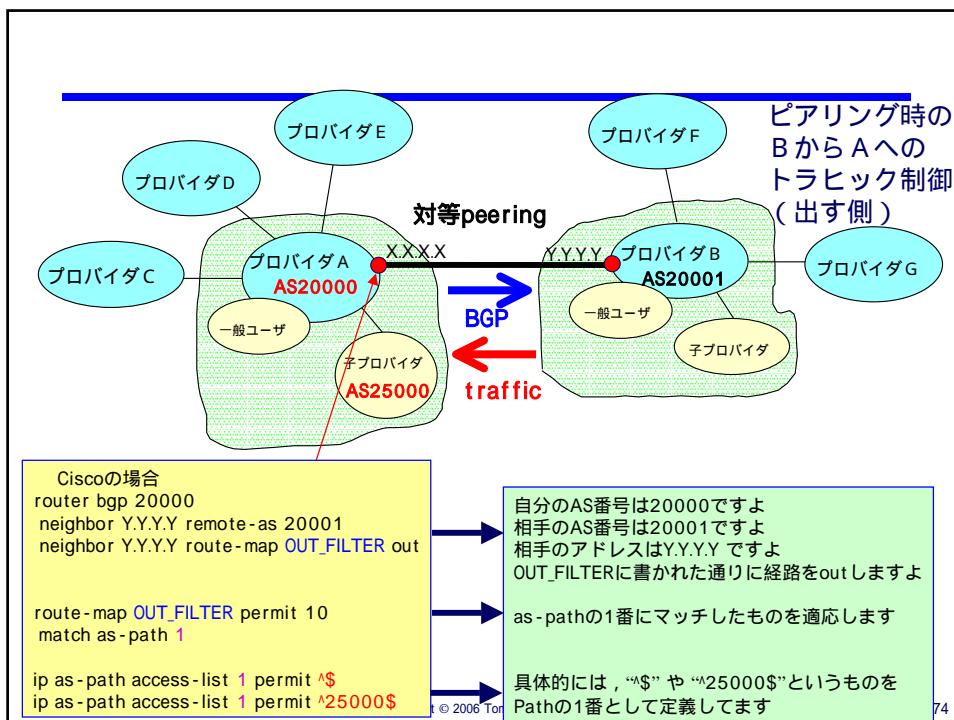 ピアリング時の
BからAへの
トラヒック制御
(出す側)
プロバイダE
プロバイダF
プロバイダD
対等peering
X.X.X.X
Y.Y.Y.Y
プロバイダC
プロバイダA
AS20000
プロバイダB
AS20001
プロバイダG
一般ユーザ
BGP
一般ユーザ
子プロバイダ
AS25000
traffic
子プロバイダ
Ciscoの場合
router bgp 20000
neighbor Y.Y.Y.Y remote-as 20001
neighbor Y.Y.Y.Y route-map OUT_FILTER out
route-map OUT_FILTER permit 10
match as-path 1
ip as-path access-list 1 permit ^$
ip as-path access-list 1 permit ^25000$
自分のAS番号は20000ですよ
相手のAS番号は20001ですよ
相手のアドレスはY.Y.Y.Y ですよ
OUT_FILTERに書かれた通りに経路をoutしますよ
as-pathの1番にマッチしたものを適応します
具体的には,“^$” や “^25000$”というものを
Pathの1番として定義してます
© 2006
74